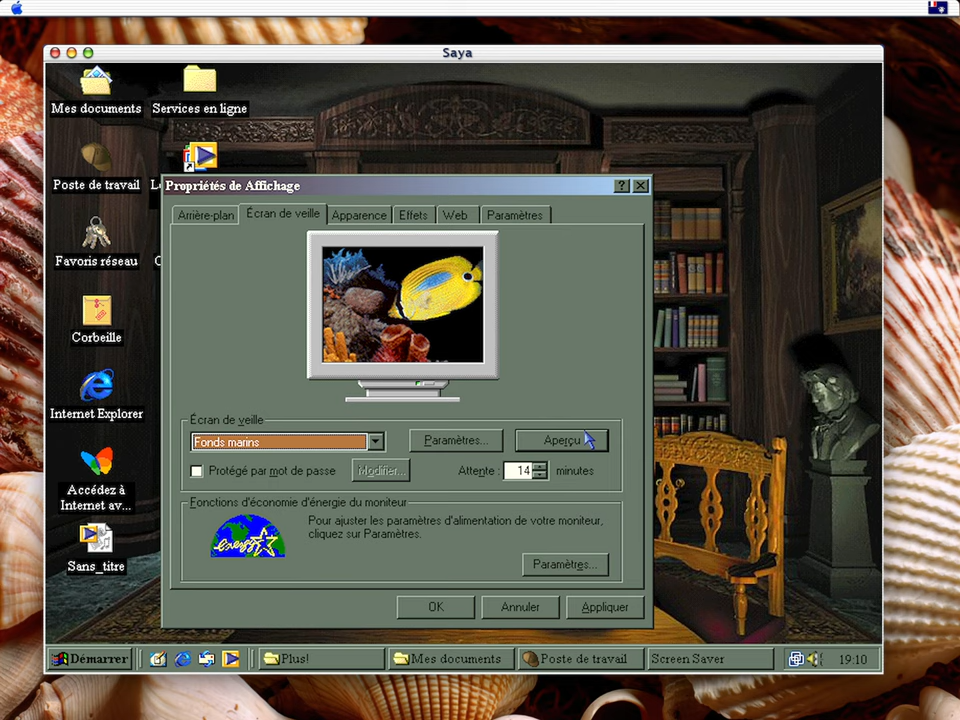 Saya
Mes documents
Services en ligne
Poste de travail
Favoris réseau
Corbeille
Internet Explorer
Accédez à
Internet av...
Sans_titre
Propriétés de Affichage
Arrière-plan
Écran de veille
Apparence
Effets
Web
Paramètres
Écran de veille
Fonds marins
Paramètres...
Aperçu
Protégé par mot de passe
Modifier...
Attente :
14
minutes
Fonctions d'économie d'énergie du moniteur
energy
Pour ajuster les paramètres d'alimentation de votre moniteur,
cliquez sur Paramètres.
Paramètres...
OK
Annuler
Appliquer
Démarrer
Plus!
Mes documents
Poste de travail
Screen Saver
19:10